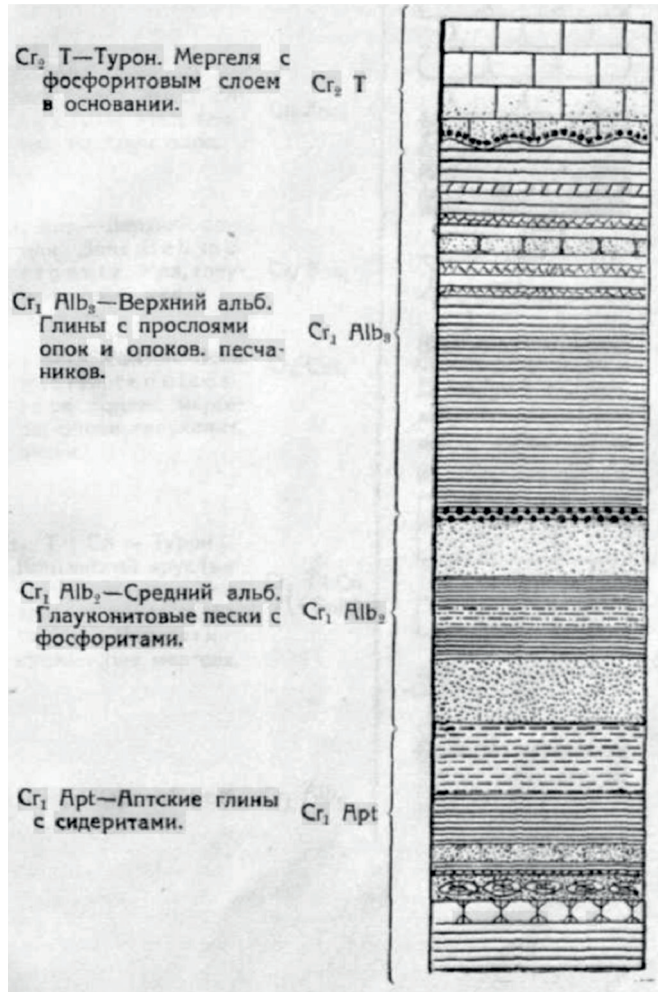 Cr₂ T—Турон. Мергеля с
фосфоритовым слоем
в основании.
Cr₂ T
Cr₁ Alb₃—Верхний альб.
Глины с прослоями
опок и опоков. песча-
ников.
Cr₁ Alb₃
Cr₁ Alb₂—Средний альб.
Глауконитовые пески с
фосфоритами.
Cr₁ Alb₂
Cr₁ Apt—Аптские глины
с сидеритами.
Cr₁ Apt